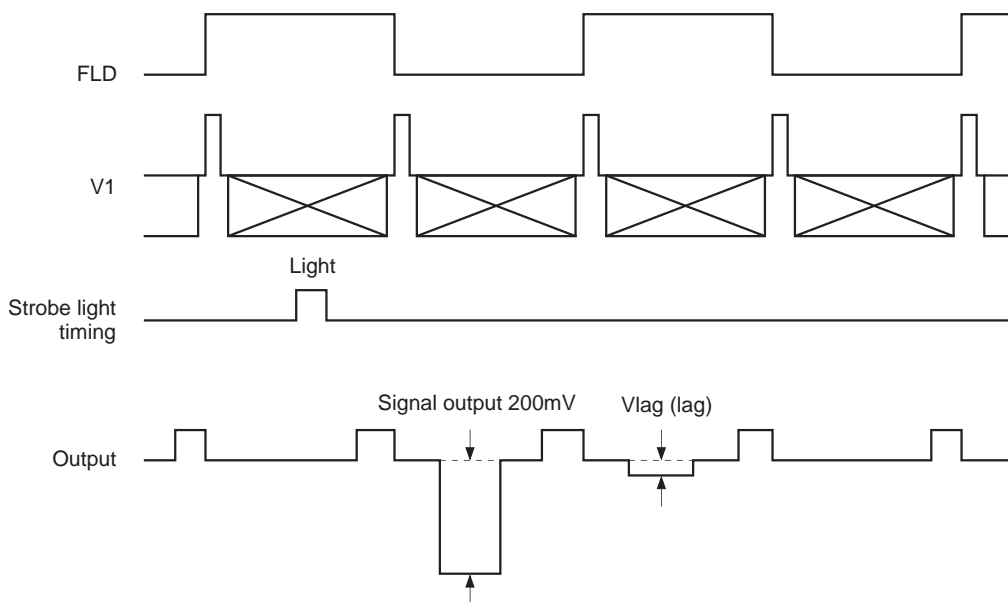 FLD
V1
Light
Strobe light
timing
Signal output 200mV
Vlag (lag)
Output